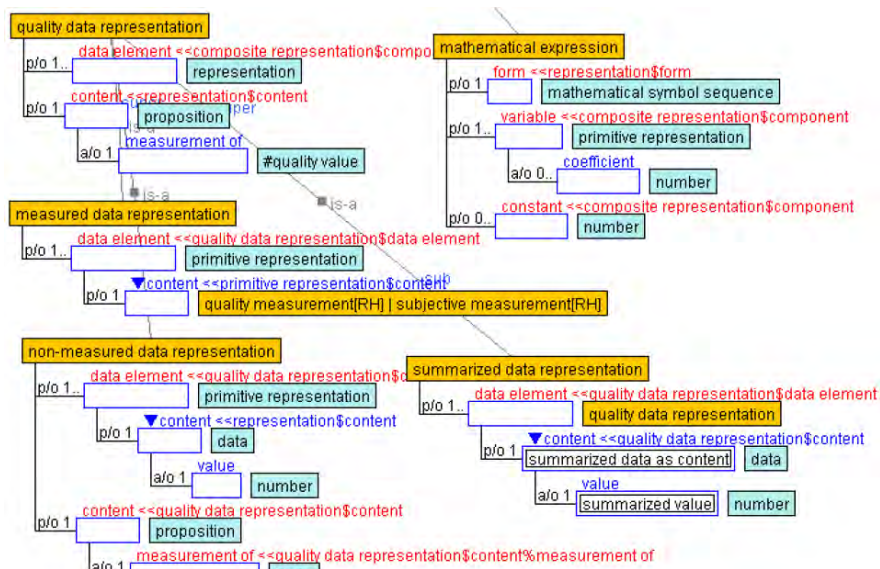 quality data representation
data element <<composite representation$compo
p/o 1..
representation
content <<representation$content
p/o 1
proposition
per
is-a
measurement of
a/o 1
#quality value
is-a
is-a
mathematical expression
form <<representation$form
p/o 1
mathematical symbol sequence
variable <<composite representation$component
p/o 1..
primitive representation
coefficient
a/o 0..
number
constant <<composite representation$component
p/o 0..
number
measured data representation
data element <<quality data representation$data element
p/o 1..
primitive representation
sub
content <<primitive representation$content
p/o 1
quality measurement[RH] | subjective measurement[RH]
non-measured data representation
data element <<quality data representation$d
p/o 1..
primitive representation
content <<representation$content
p/o 1
data
value
a/o 1
number
content <<quality data representation$content
p/o 1
proposition
measurement of <<quality data representation$content%measurement of
a/o 1
summarized data representation
data element <<quality data representation$data element
p/o 1..
quality data representation
content <<quality data representation$content
p/o 1
summarized data as content
data
value
a/o 1
summarized value
number